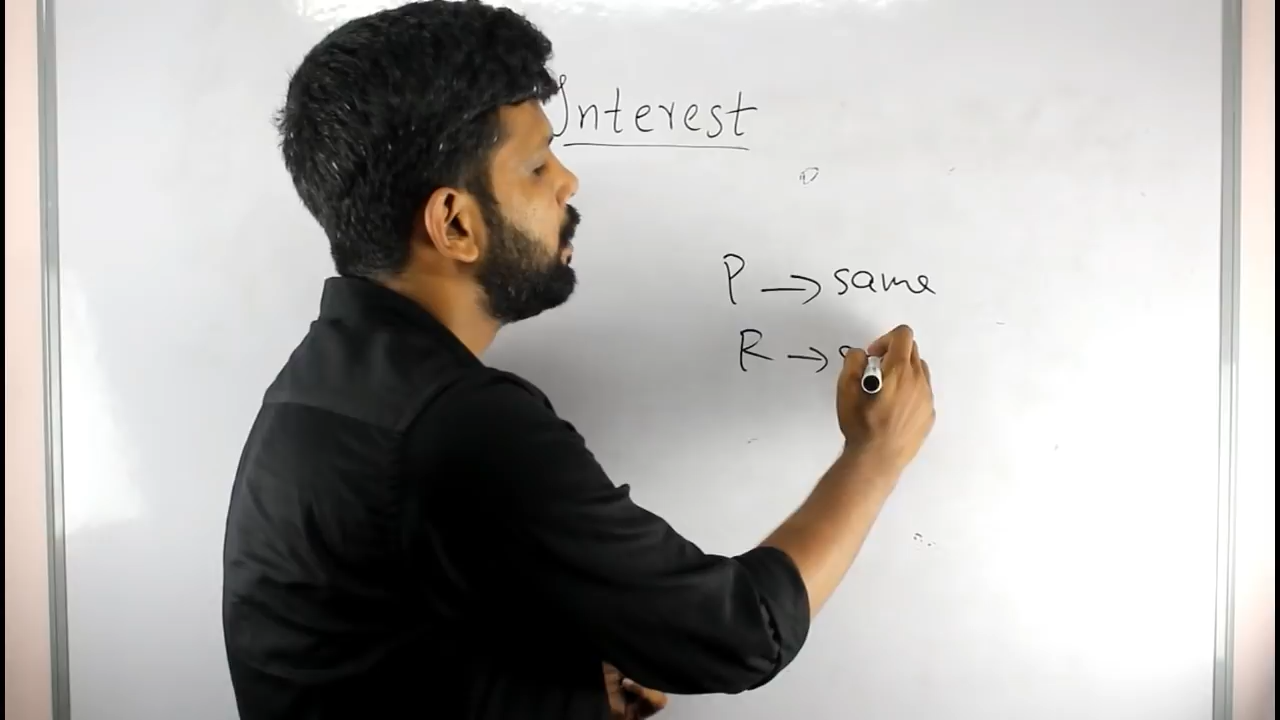 Interest
P → same
R →